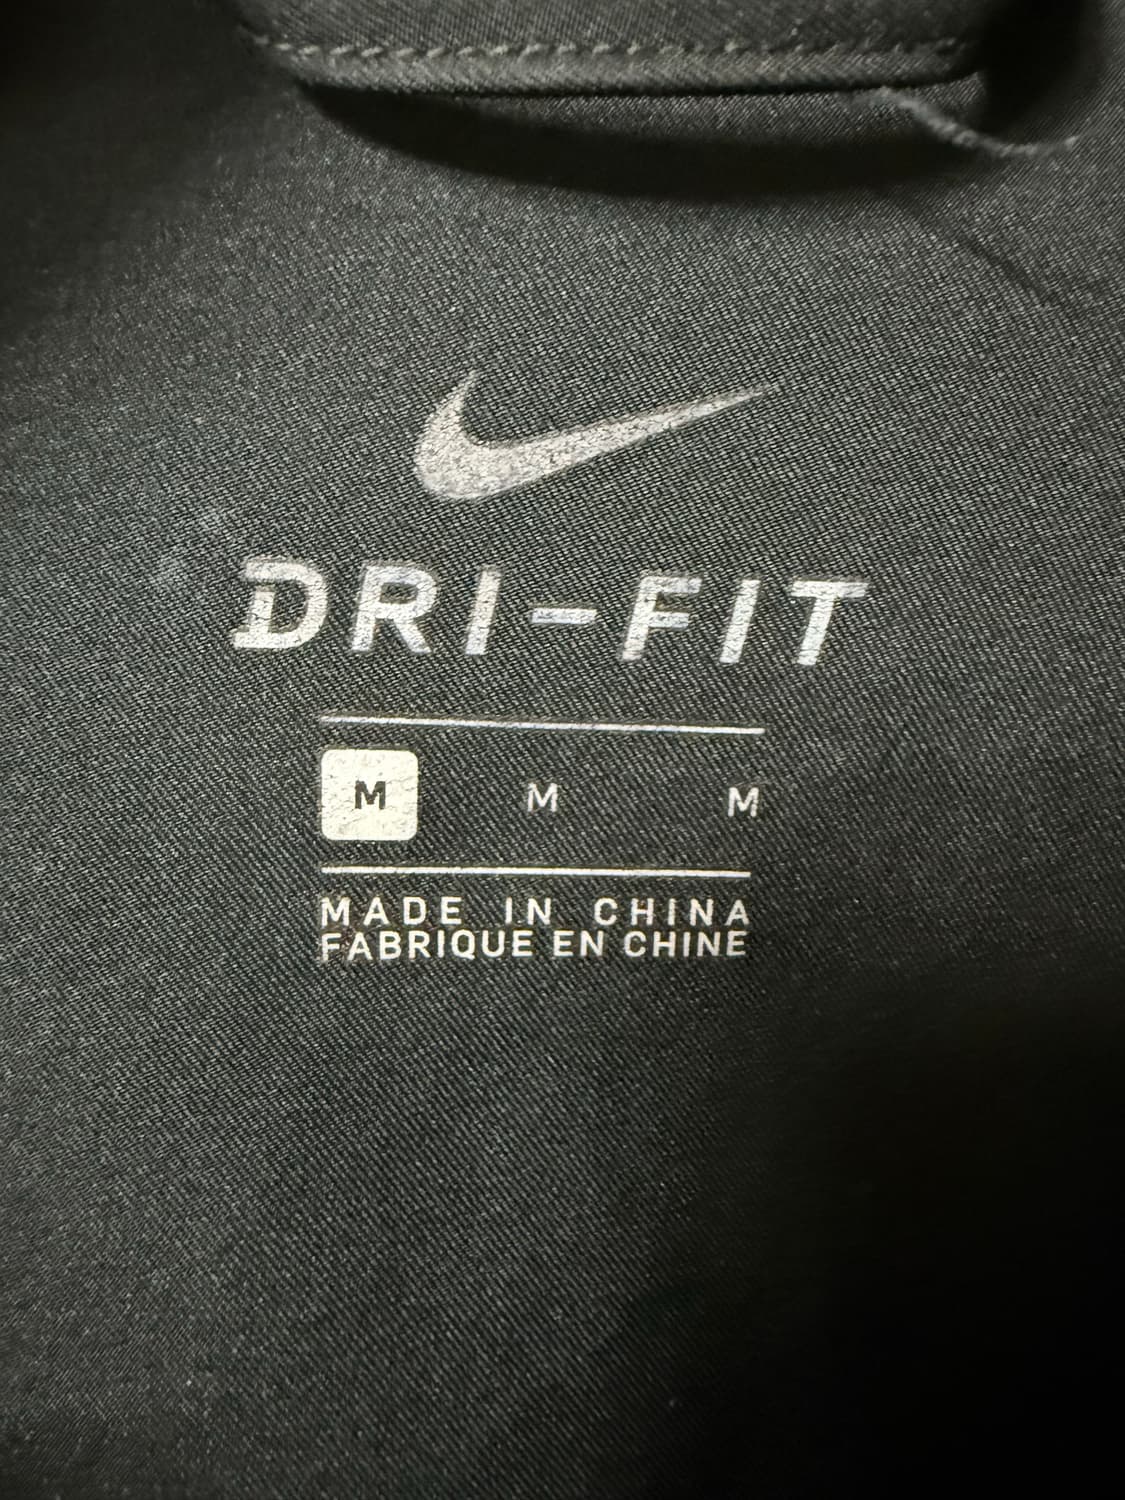 DRI-FIT
M M M
MADE IN CHINA
FABRIQUE EN CHINE